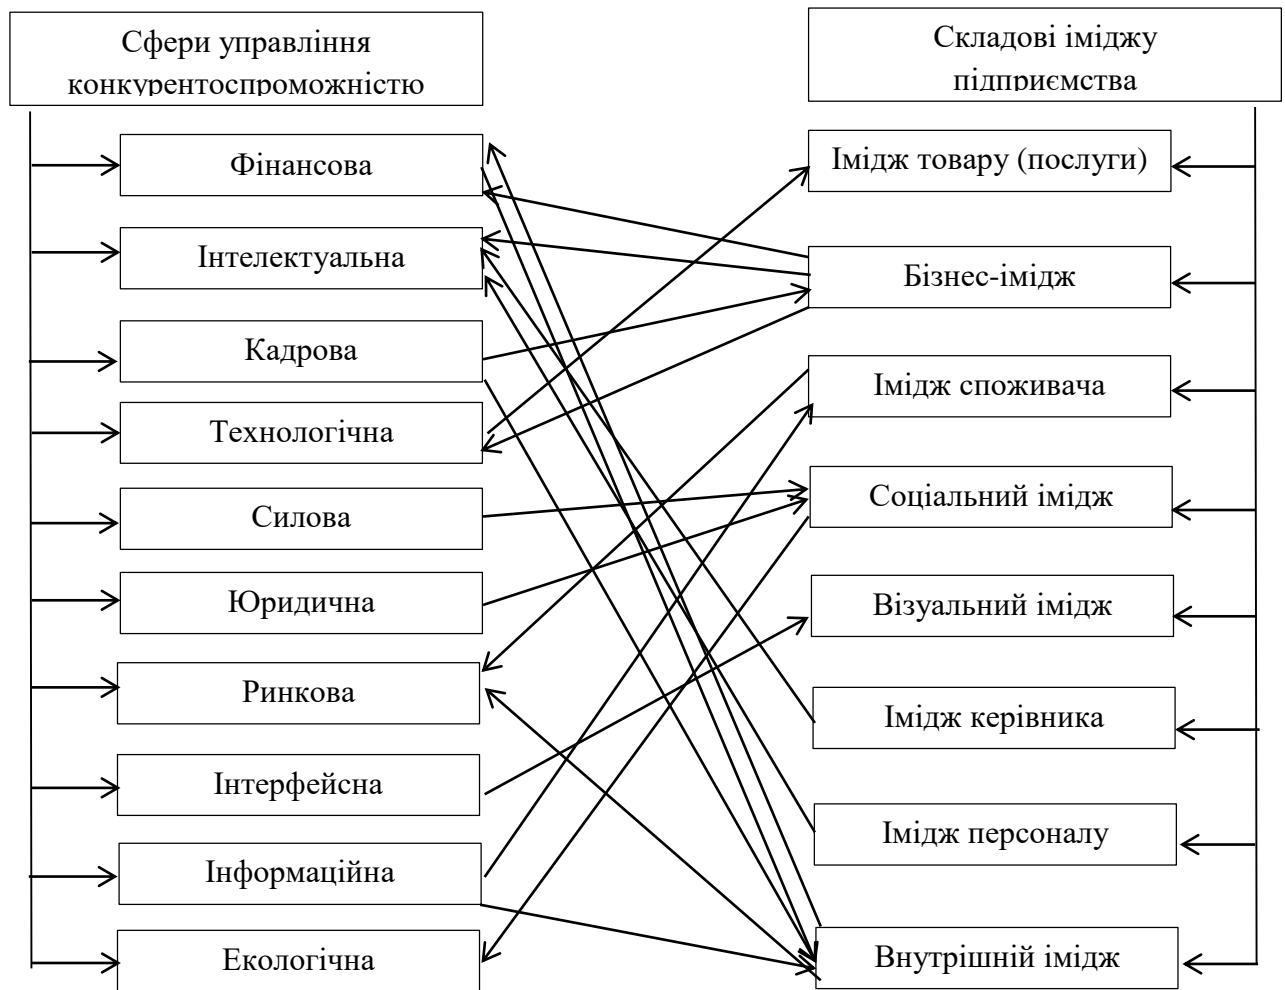 Сфери управління
конкурентоспроможністю
Фінансова
Інтелектуальна
Кадрова
Технологічна
Силова
Юридична
Ринкова
Інтерфейсна
Інформаційна
Екологічна
Складові іміджу
підприємства
Імідж товару (послуги)
Бізнес-імідж
Імідж споживача
Соціальний імідж
Візуальний імідж
Імідж керівника
Імідж персоналу
Внутрішній імідж